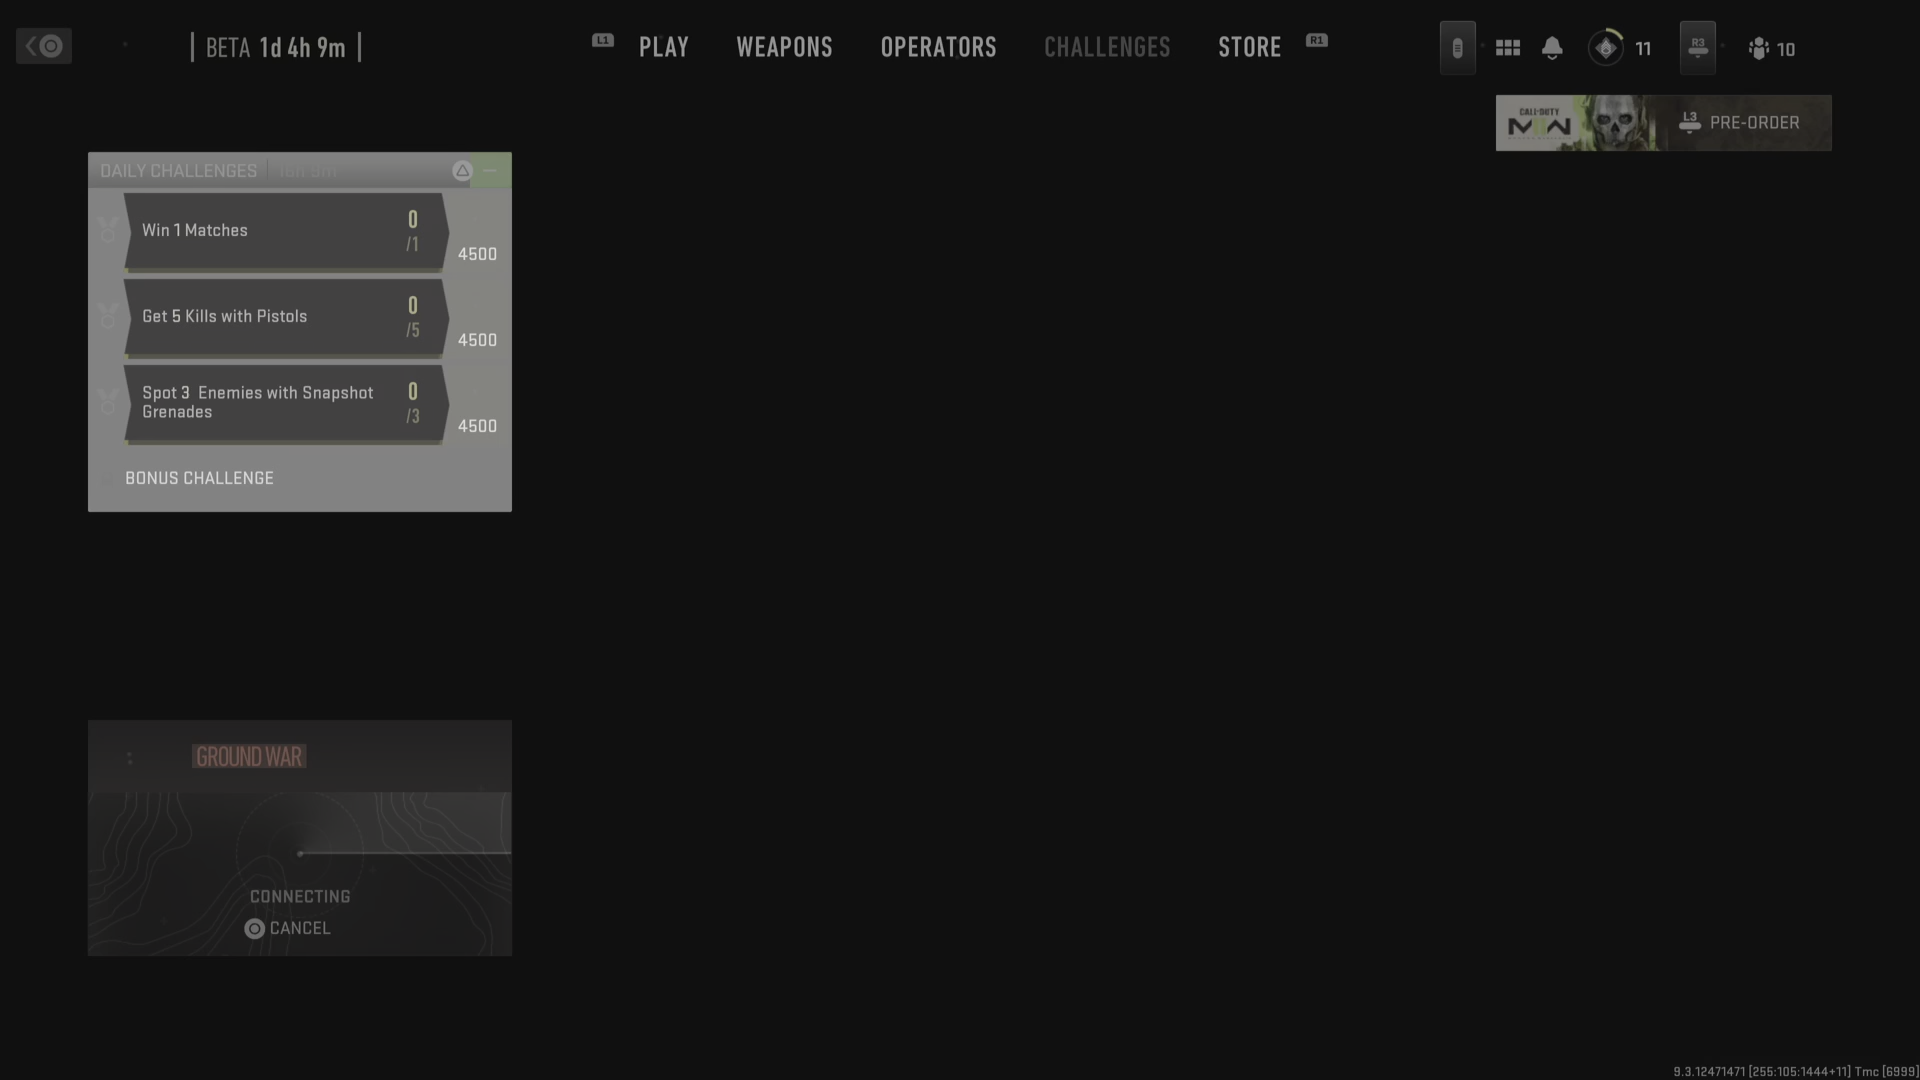 BETA 1d 4h 9m
L1 PLAY WEAPONS OPERATORS CHALLENGES STORE R1
11
R3
10
CALL OF DUTY
MWII
L3 PRE-ORDER
DAILY CHALLENGES 16h 9m
Win 1 Matches
0
/1
4500
Get 5 Kills with Pistols
0
/5
4500
Spot 3 Enemies with Snapshot
Grenades
0
/3
4500
BONUS CHALLENGE
GROUND WAR
CONNECTING
CANCEL
9.3.12471471 [255:105:1444+11] Tmc [6999]